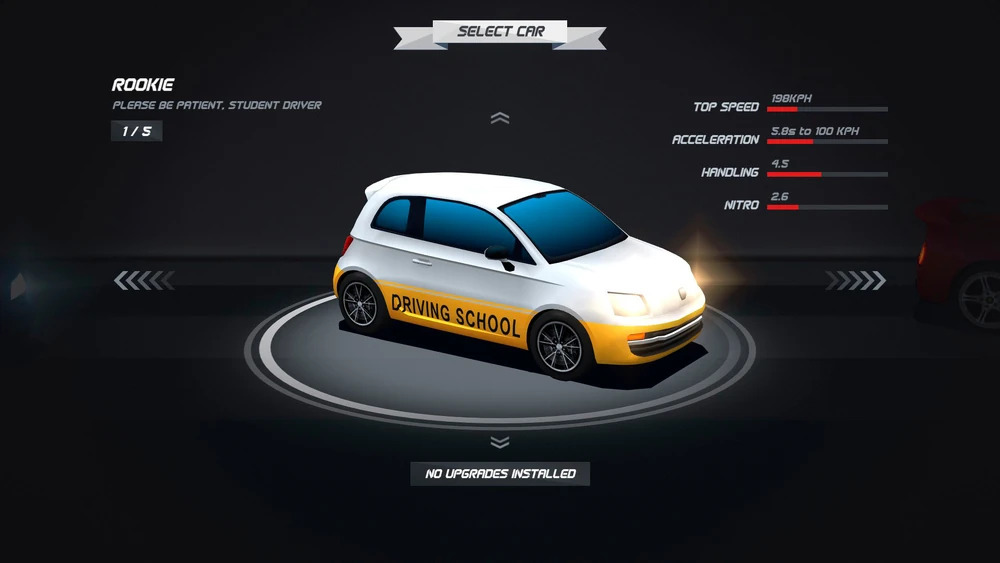 SELECT CAR
ROOKIE
PLEASE BE PATIENT, STUDENT DRIVER
1 / 5
TOP SPEED 198KPH
ACCELERATION 5.8s to 100 KPH
HANDLING 4.5
NITRO 2.6
DRIVING SCHOOL
NO UPGRADES INSTALLED